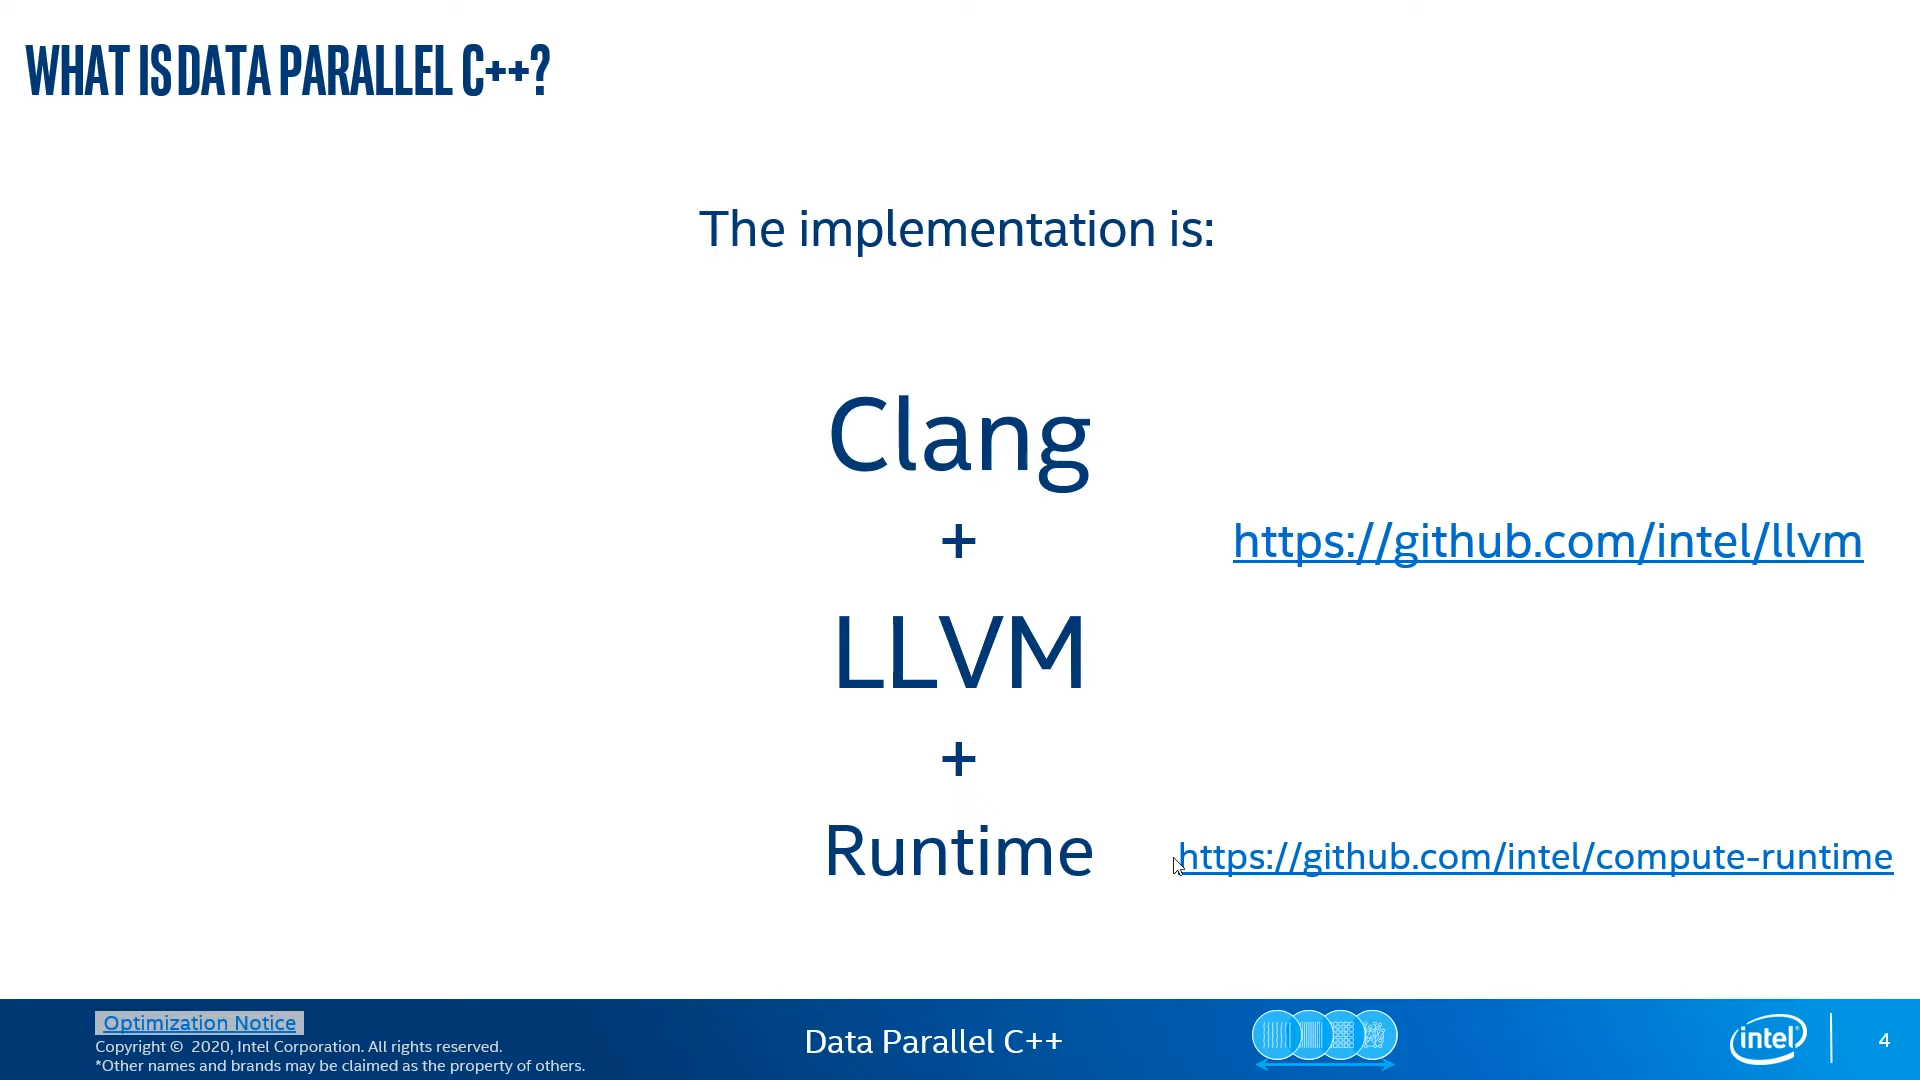 WHAT IS DATA PARALLEL C++?
The implementation is:
Clang
+
https://github.com/intel/llvm
LLVM
+
Runtime
https://github.com/intel/compute-runtime
Optimization Notice
Copyright © 2020, Intel Corporation. All rights reserved.
*Other names and brands may be claimed as the property of others.
Data Parallel C++
intel
4